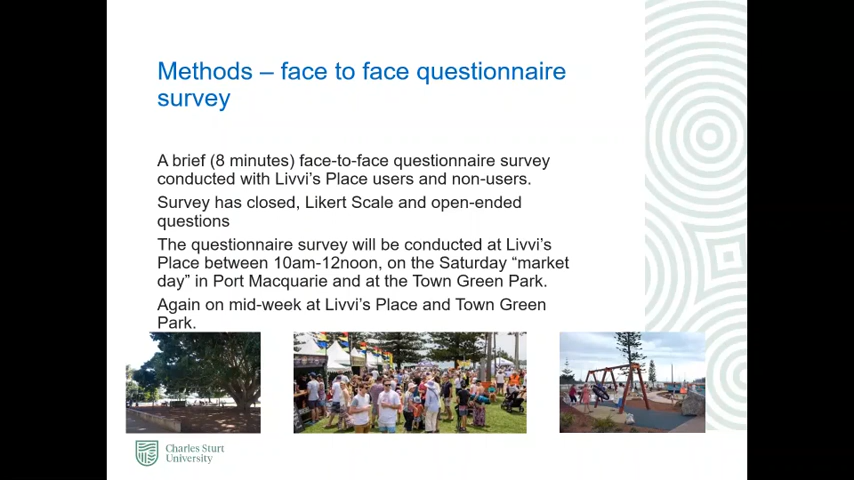 Methods – face to face questionnaire
survey
A brief (8 minutes) face-to-face questionnaire survey
conducted with Livvi’s Place users and non-users.
Survey has closed, Likert Scale and open-ended
questions
The questionnaire survey will be conducted at Livvi’s
Place between 10am-12noon, on the Saturday “market
day” in Port Macquarie and at the Town Green Park.
Again on mid-week at Livvi’s Place and Town Green
Park.
Charles Sturt
University